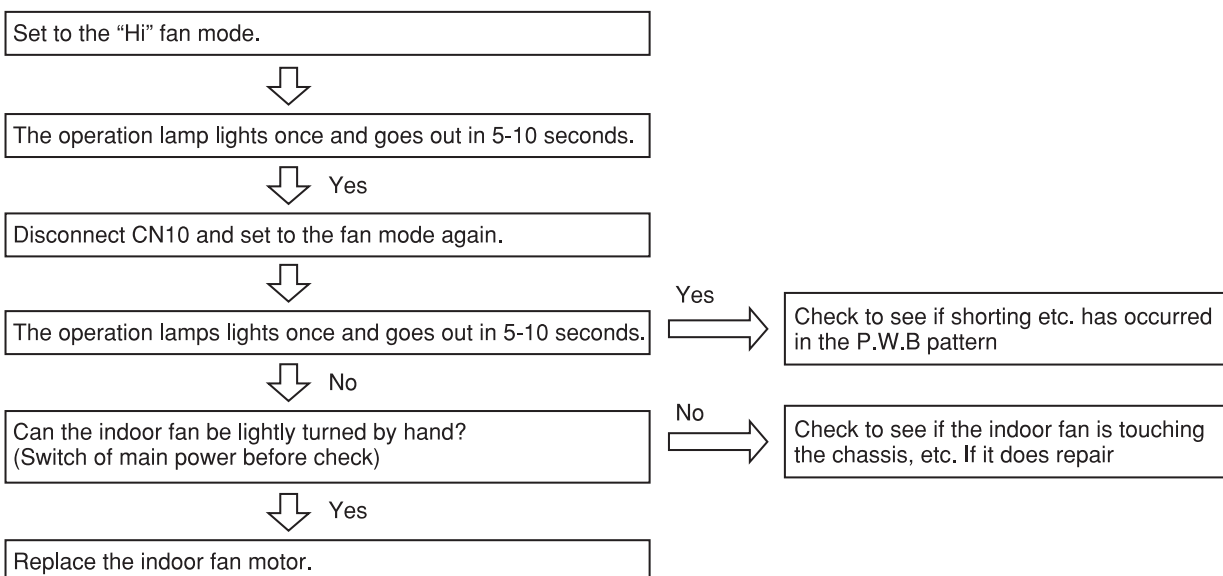 Set to the “Hi” fan mode.
The operation lamp lights once and goes out in 5-10 seconds.
Yes
Disconnect CN10 and set to the fan mode again.
The operation lamps lights once and goes out in 5-10 seconds.
Yes
Check to see if shorting etc. has occurred
in the P.W.B pattern
No
Can the indoor fan be lightly turned by hand?
(Switch of main power before check)
No
Check to see if the indoor fan is touching
the chassis, etc. If it does repair
Yes
Replace the indoor fan motor.